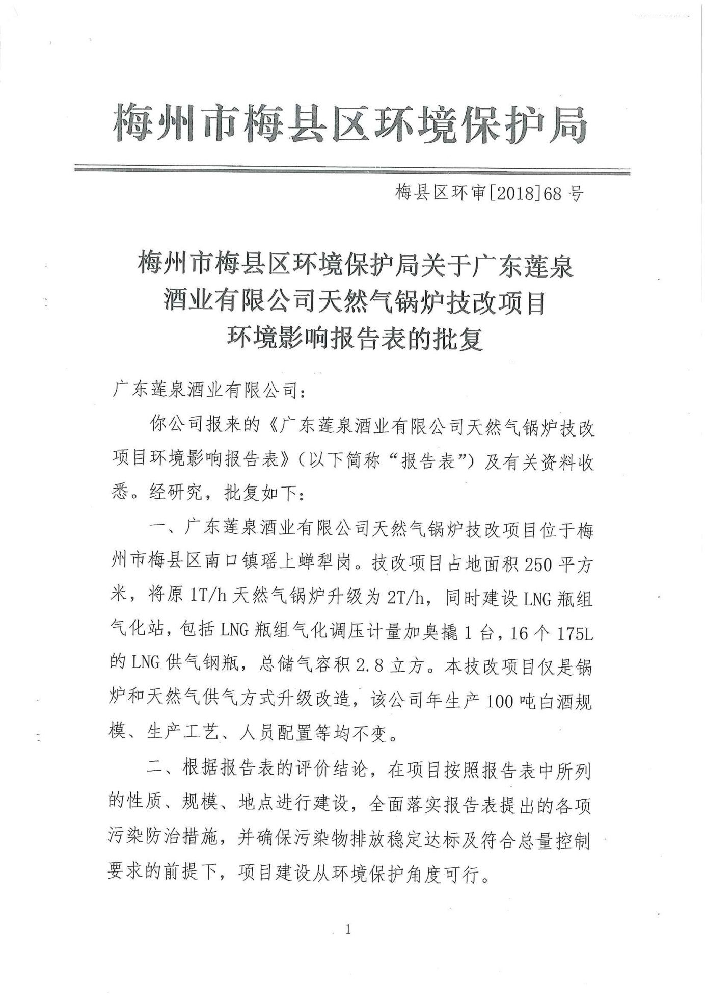 梅州市梅县区环境保护局
梅县区环审[2018]68 号
梅州市梅县区环境保护局关于广东莲泉
酒业有限公司天然气锅炉技改项目
环境影响报告表的批复
广东莲泉酒业有限公司：
你公司报来的《广东莲泉酒业有限公司天然气锅炉技改
项目环境影响报告表》（以下简称“报告表”）及有关资料收
悉。经研究，批复如下：
一、广东莲泉酒业有限公司天然气锅炉技改项目位于梅
州市梅县区南口镇瑶上蝉犁岗。技改项目占地面积 250 平方
米，将原 1T/h 天然气锅炉升级为 2T/h，同时建设 LNG 瓶组
气化站，包括 LNG 瓶组气化调压计量加臭撬 1 台，16 个 175L
的 LNG 供气钢瓶，总储气容积 2.8 立方。本技改项目仅是锅
炉和天然气供气方式升级改造，该公司年生产 100 吨白酒规
模、生产工艺、人员配置等均不变。
二、根据报告表的评价结论，在项目按照报告表中所列
的性质、规模、地点进行建设，全面落实报告表提出的各项
污染防治措施，并确保污染物排放稳定达标及符合总量控制
要求的前提下，项目建设从环境保护角度可行。
1